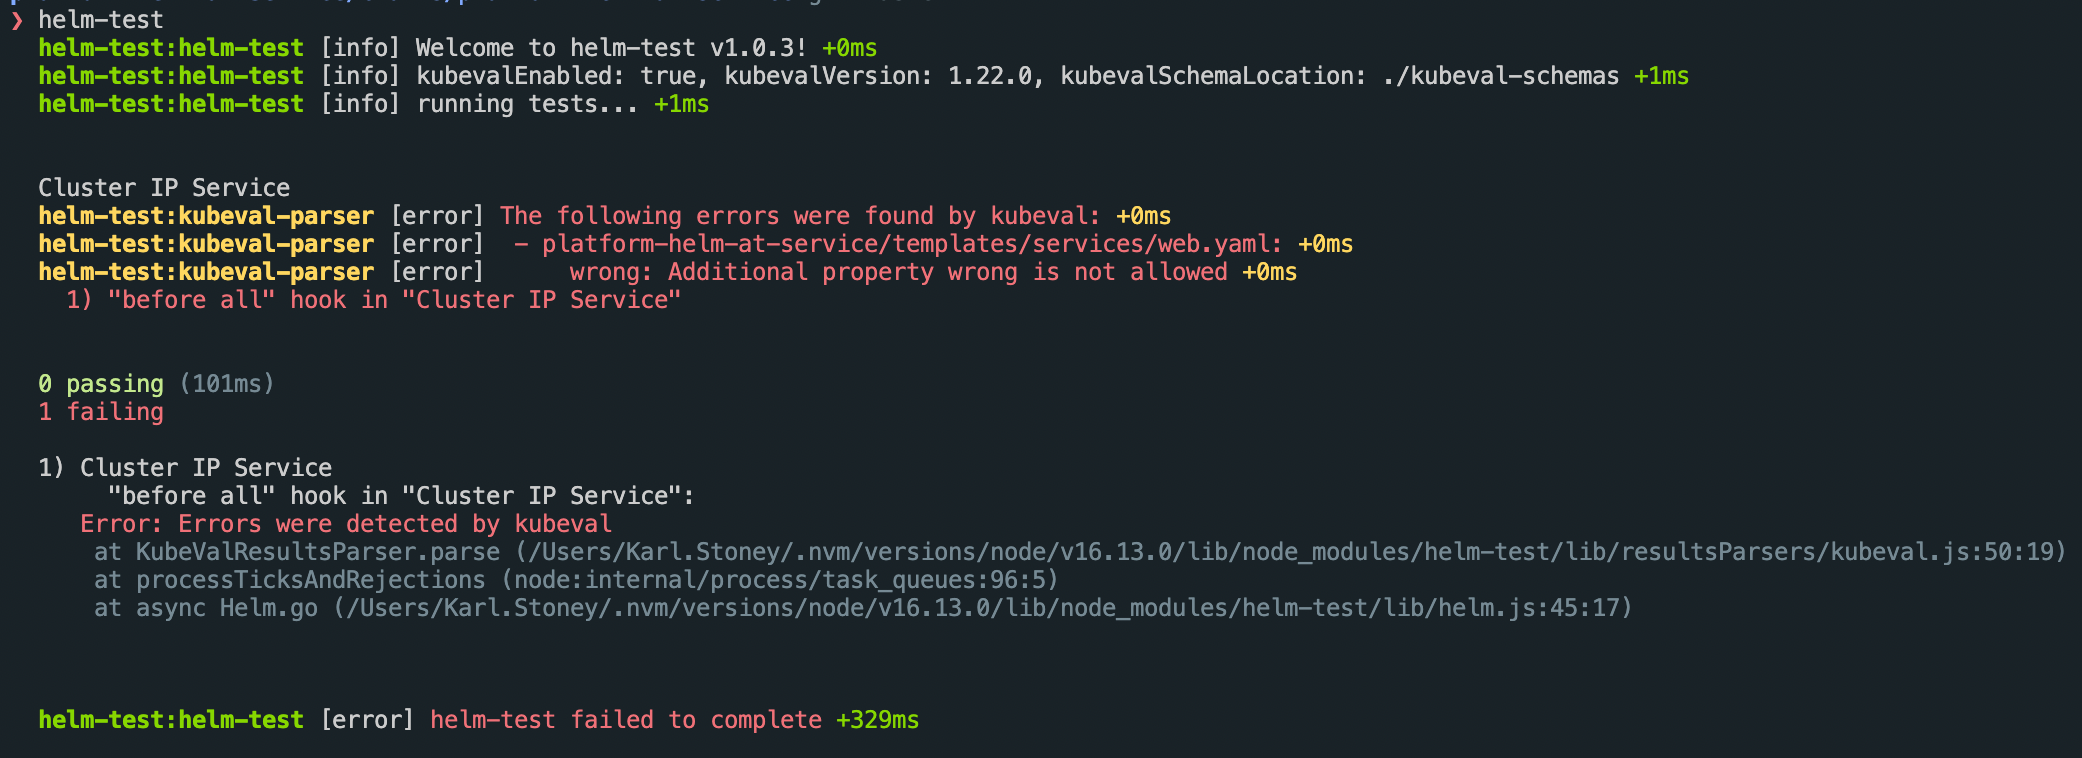 ❯ helm-test
helm-test:helm-test [info] Welcome to helm-test v1.0.3! +0ms
helm-test:helm-test [info] kubevalEnabled: true, kubevalVersion: 1.22.0, kubevalSchemaLocation: ./kubeval-schemas +1ms
helm-test:helm-test [info] running tests... +1ms
Cluster IP Service
helm-test:kubeval-parser [error] The following errors were found by kubeval: +0ms
helm-test:kubeval-parser [error]  - platform-helm-at-service/templates/services/web.yaml: +0ms
helm-test:kubeval-parser [error]      wrong: Additional property wrong is not allowed +0ms
1) "before all" hook in "Cluster IP Service"
0 passing (101ms)
1 failing
1) Cluster IP Service
"before all" hook in "Cluster IP Service":
Error: Errors were detected by kubeval
at KubeValResultsParser.parse (/Users/Karl.Stoney/.nvm/versions/node/v16.13.0/lib/node_modules/helm-test/lib/resultsParsers/kubeval.js:50:19)
at processTicksAndRejections (node:internal/process/task_queues:96:5)
at async Helm.go (/Users/Karl.Stoney/.nvm/versions/node/v16.13.0/lib/node_modules/helm-test/lib/helm.js:45:17)
helm-test:helm-test [error] helm-test failed to complete +329ms